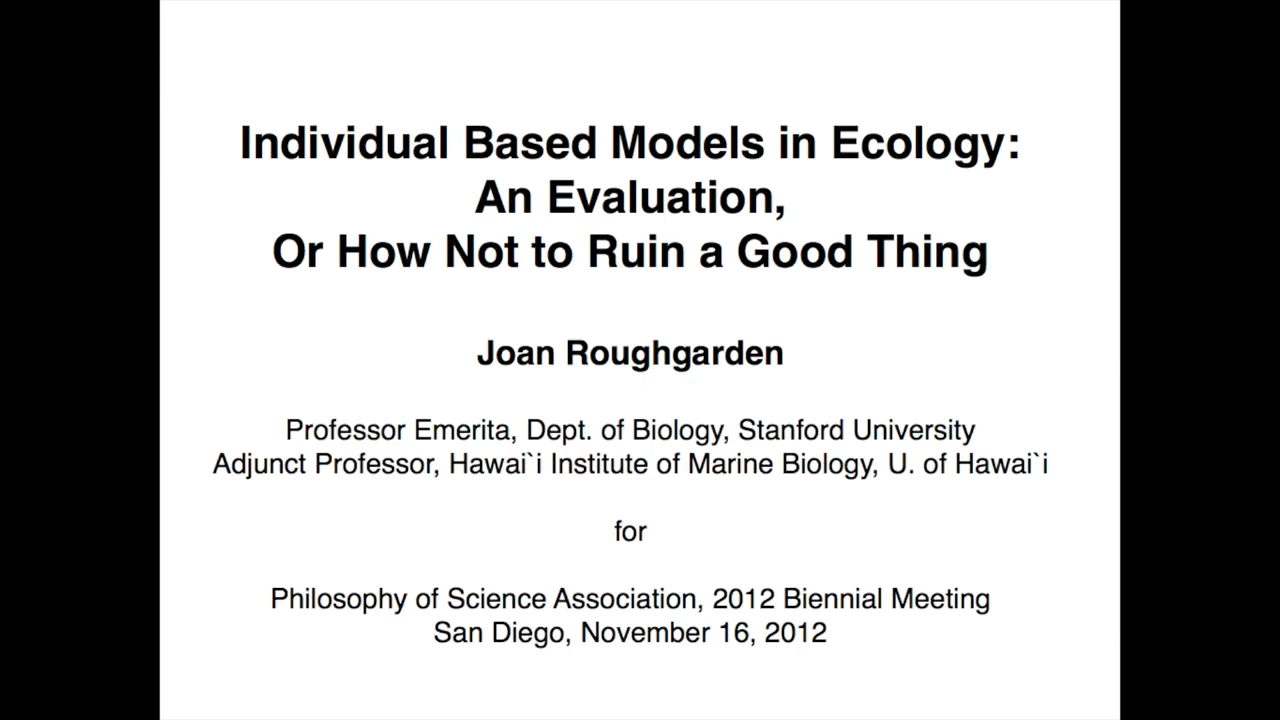 Individual Based Models in Ecology:
An Evaluation,
Or How Not to Ruin a Good Thing
Joan Roughgarden
Professor Emerita, Dept. of Biology, Stanford University
Adjunct Professor, Hawai`i Institute of Marine Biology, U. of Hawai`i
for
Philosophy of Science Association, 2012 Biennial Meeting
San Diego, November 16, 2012